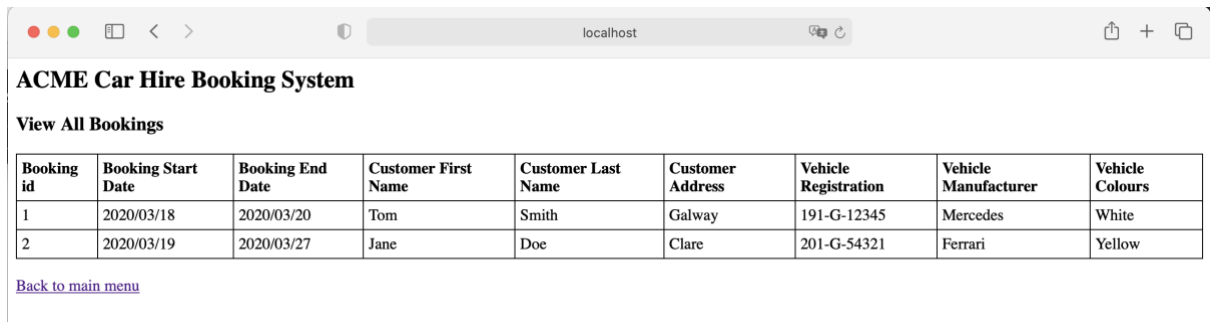 localhost
ACME Car Hire Booking System
View All Bookings
Booking id Booking Start Date Booking End Date Customer First Name Customer Last Name Customer Address Vehicle Registration Vehicle Manufacturer Vehicle Colours
1 2020/03/18 2020/03/20 Tom Smith Galway 191-G-12345 Mercedes White
2 2020/03/19 2020/03/27 Jane Doe Clare 201-G-54321 Ferrari Yellow
Back to main menu